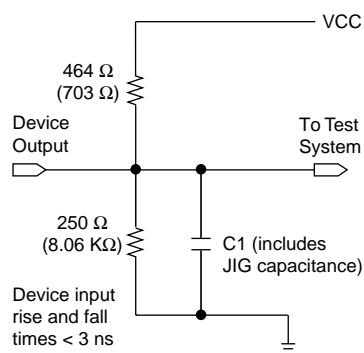 VCC
464 Ω
(703 Ω)
Device
Output
To Test
System
250 Ω
(8.06 KΩ)
C1 (includes
JIG capacitance)
Device input
rise and fall
times < 3 ns